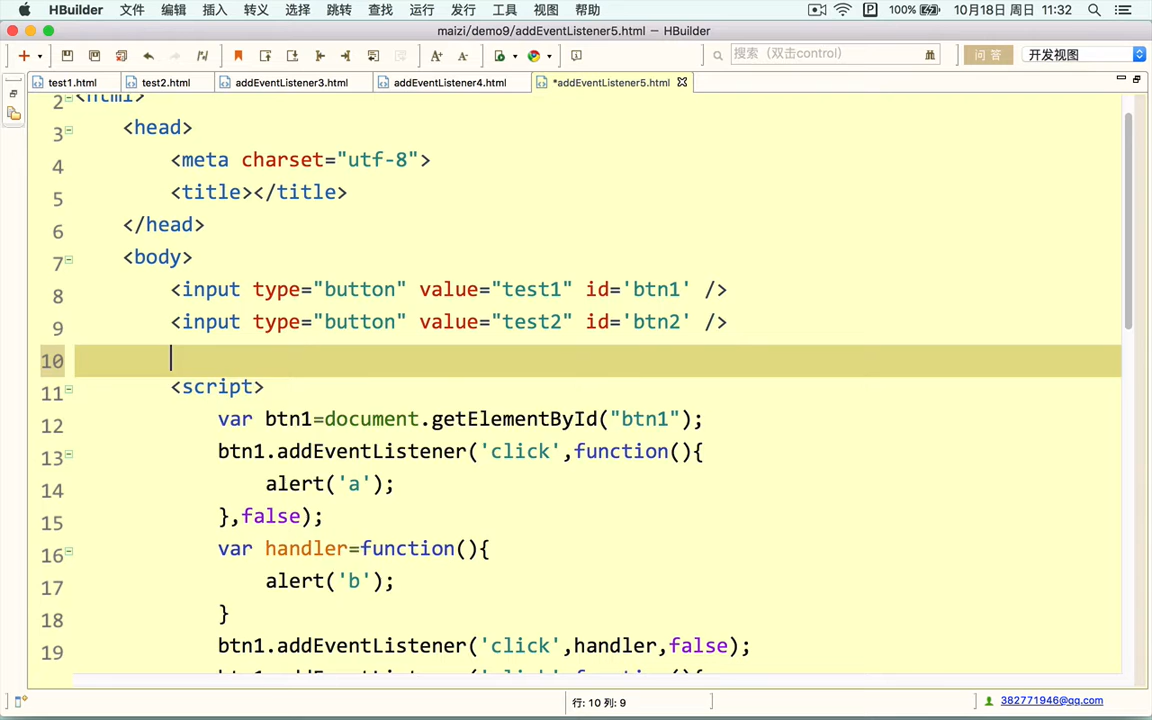 HBuilder 文件 编辑 插入 转义 选择 跳转 查找 运行 发行 工具 视图 帮助 100% 10月18日 周日 11:32
maizi/demo9/addEventListener5.html — HBuilder
搜索（双击control） 问 答 开发视图
test1.html test2.html addEventListener3.html addEventListener4.html *addEventListener5.html
2 <html>
3 <head>
4 <meta charset="utf-8">
5 <title></title>
6 </head>
7 <body>
8 <input type="button" value="test1" id='btn1' />
9 <input type="button" value="test2" id='btn2' />
10
11 <script>
12 var btn1=document.getElementById("btn1");
13 btn1.addEventListener('click',function(){
14 alert('a');
15 },false);
16 var handler=function(){
17 alert('b');
18 }
19 btn1.addEventListener('click',handler,false);
行: 10 列: 9 382771946@qq.com